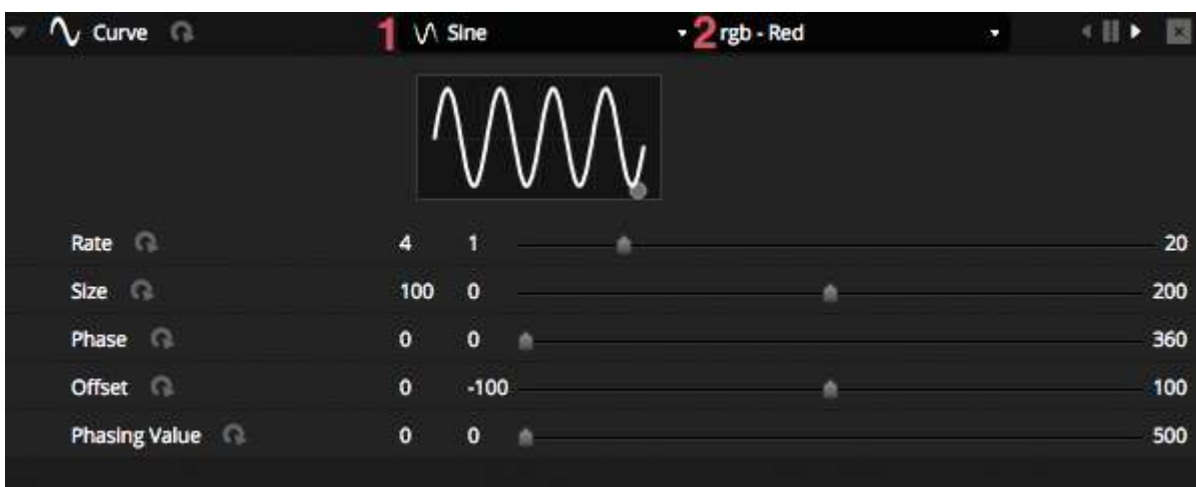 Curve 1 Sine 2 rgb - Red
Rate 4 1 20
Size 100 0 200
Phase 0 0 360
Offset 0 -100 100
Phasing Value 0 0 500